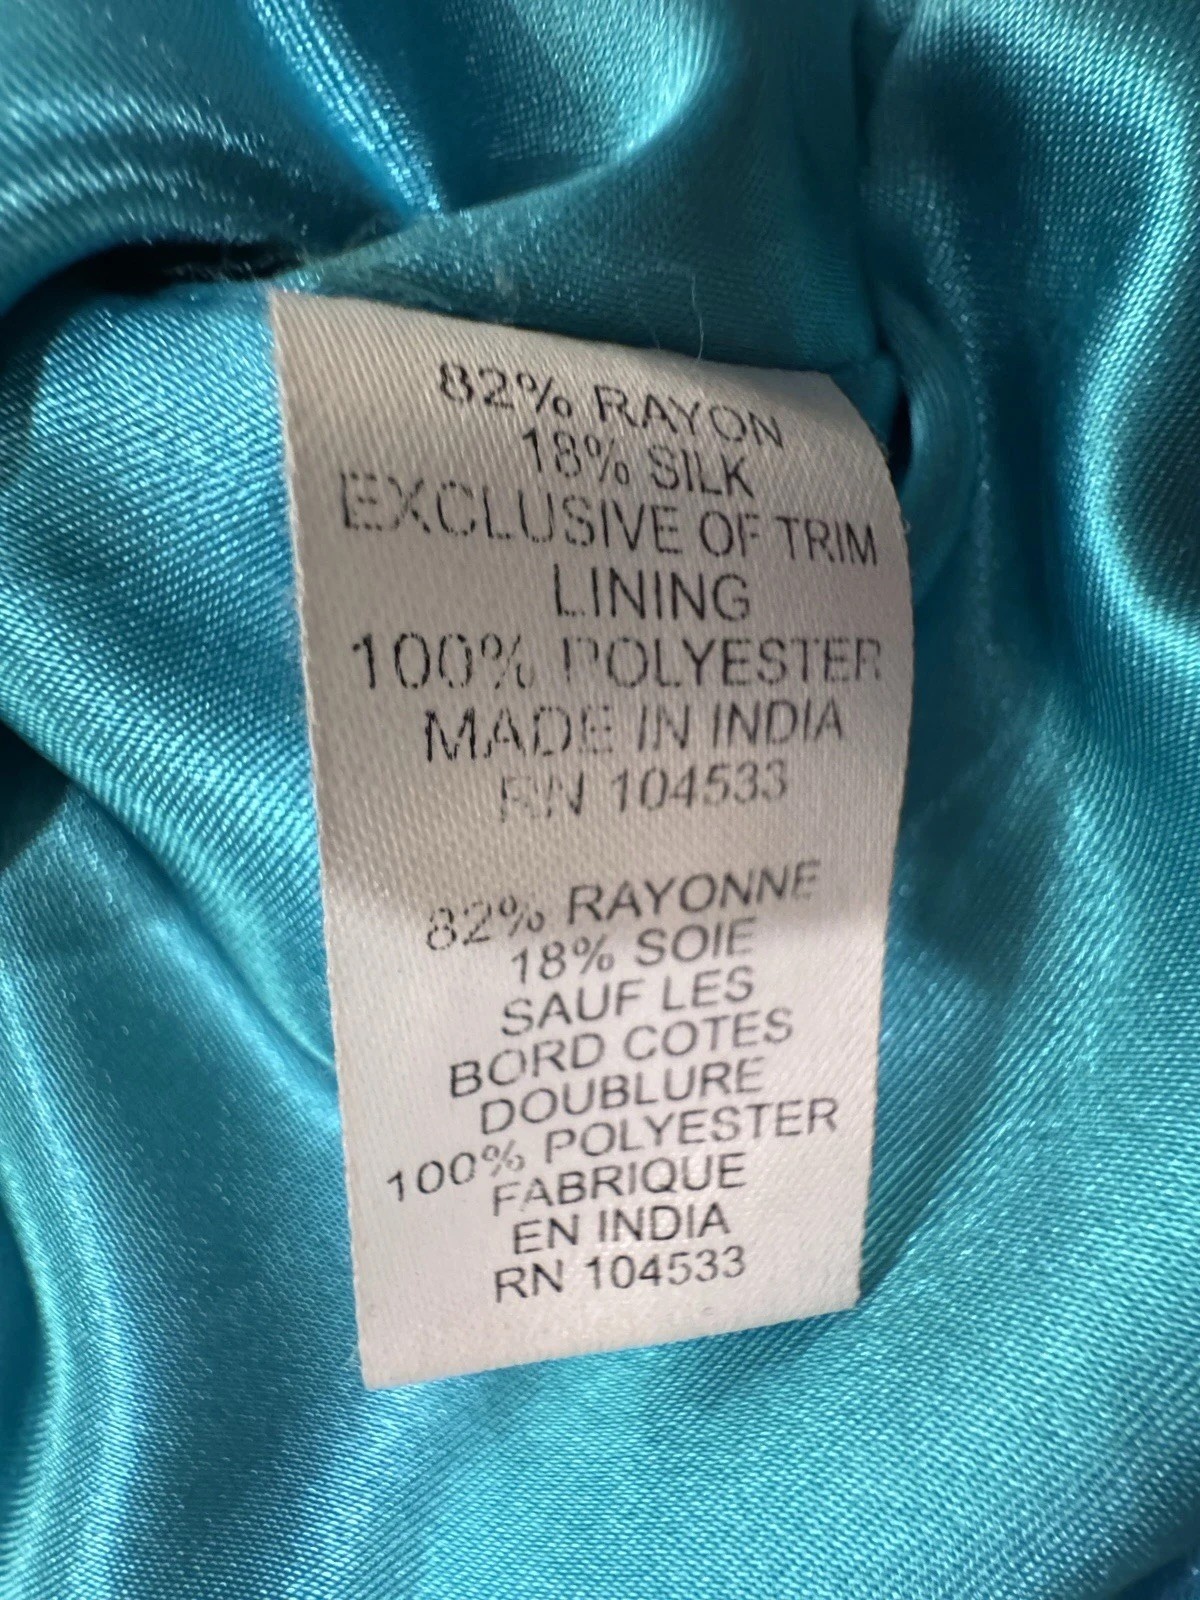 82% RAYON
18% SILK
EXCLUSIVE OF TRIM
LINING
100% POLYESTER
MADE IN INDIA
RN 104533
82% RAYONNE
18% SOIE
SAUF LES
BORD COTES
DOUBLURE
100% POLYESTER
FABRIQUE
EN INDIA
RN 104533